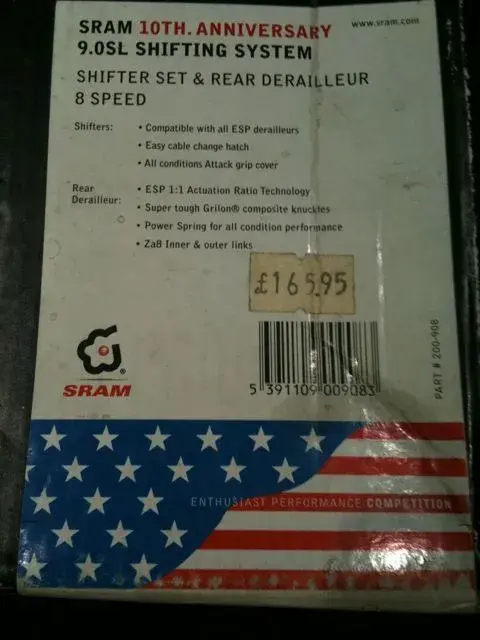 SRAM 10TH. ANNIVERSARY
www.sram.com
9.0SL SHIFTING SYSTEM
SHIFTER SET & REAR DERAILLEUR
8 SPEED
Shifters:
• Compatible with all ESP derailleurs
• Easy cable change hatch
• All conditions Attack grip cover
Rear
Derailleur:
• ESP 1:1 Actuation Ratio Technology
• Super tough Grilon® composite knuckles
• Power Spring for all condition performance
• ZaB Inner & outer links
£165.95
®
SRAM
5 391109 009083
PART # 200-908
ENTHUSIAST PERFORMANCE COMPETITION